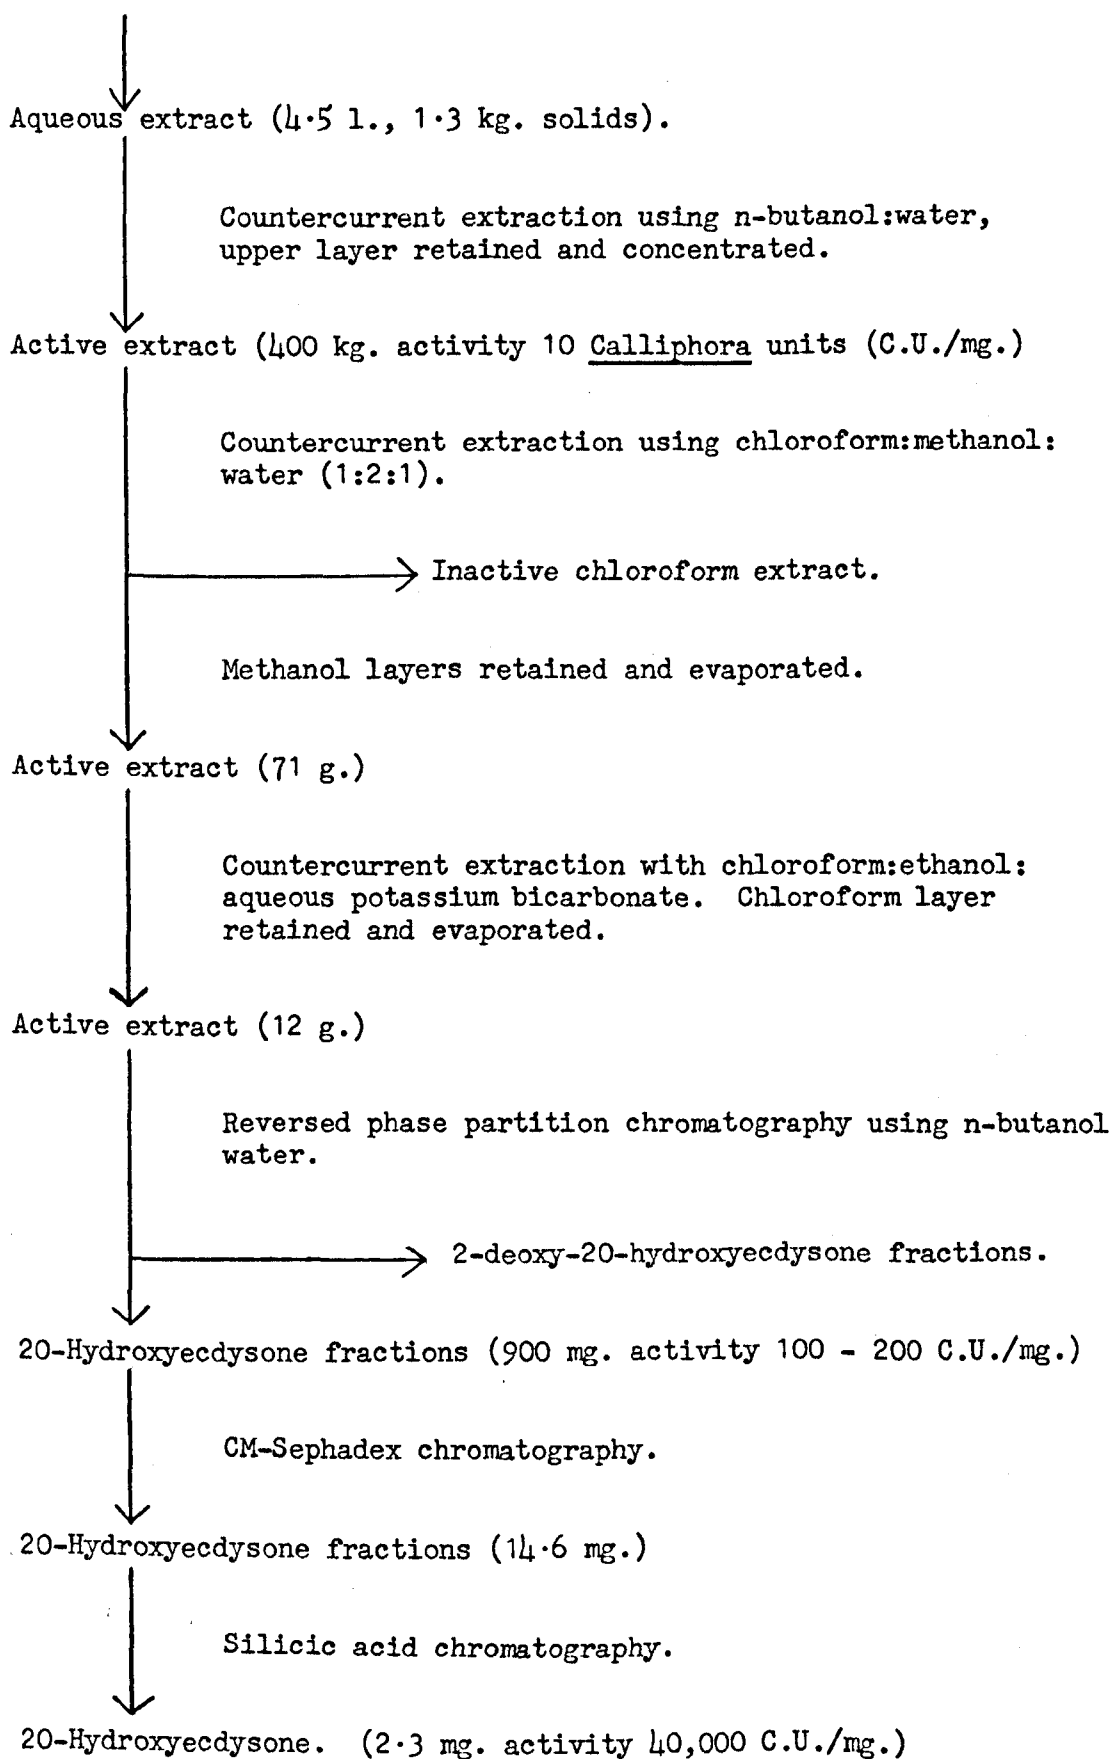 Aqueous extract (4·5 l., 1·3 kg. solids).
Countercurrent extraction using n-butanol:water,
upper layer retained and concentrated.
Active extract (400 kg. activity 10 Calliphora units (C.U./mg.)
Countercurrent extraction using chloroform:methanol:
water (1:2:1).
Inactive chloroform extract.
Methanol layers retained and evaporated.
Active extract (71 g.)
Countercurrent extraction with chloroform:ethanol:
aqueous potassium bicarbonate. Chloroform layer
retained and evaporated.
Active extract (12 g.)
Reversed phase partition chromatography using n-butanol
water.
2-deoxy-20-hydroxyecdysone fractions.
20-Hydroxyecdysone fractions (900 mg. activity 100 - 200 C.U./mg.)
CM-Sephadex chromatography.
20-Hydroxyecdysone fractions (14·6 mg.)
Silicic acid chromatography.
20-Hydroxyecdysone. (2·3 mg. activity 40,000 C.U./mg.)